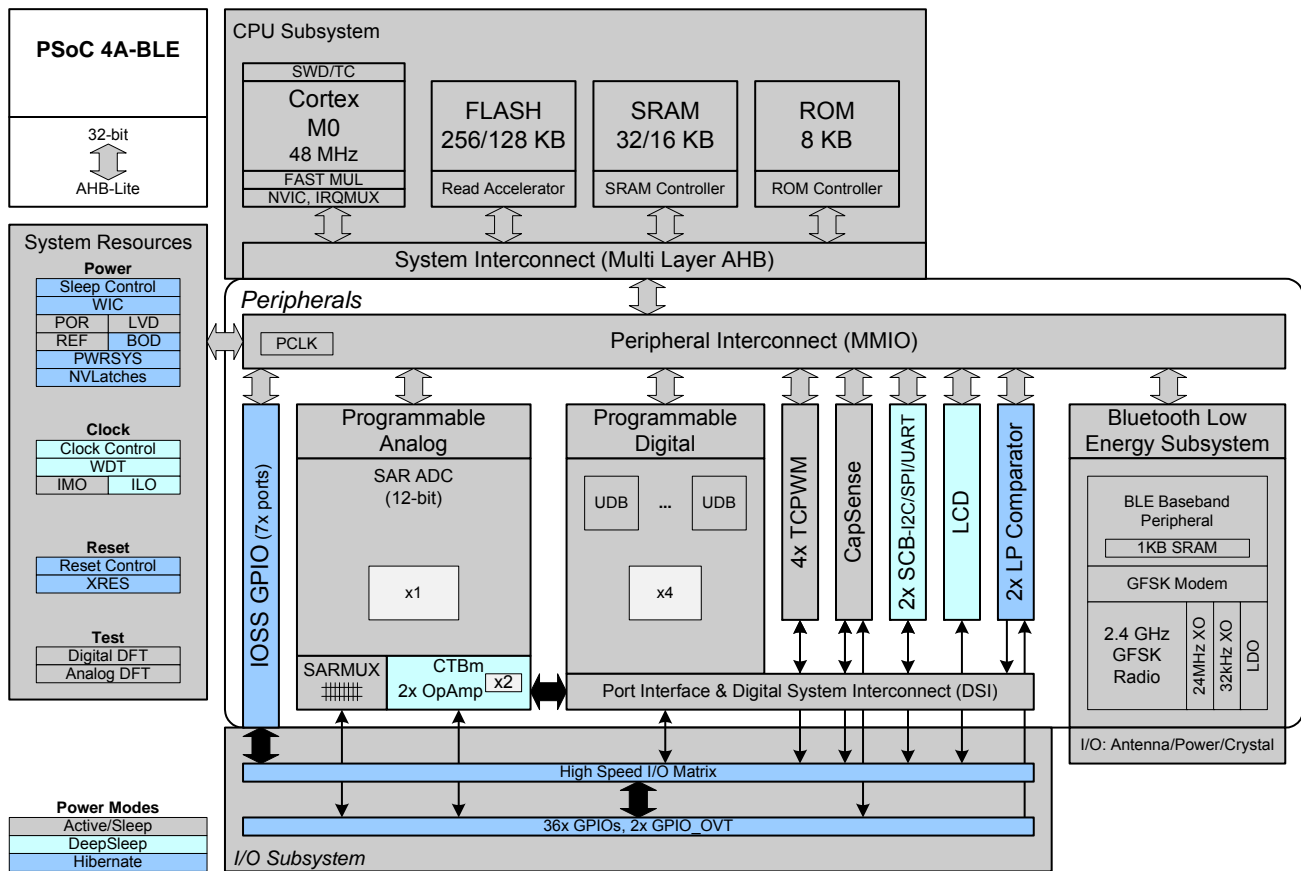 PSoC 4A-BLE
32-bit
AHB-Lite
CPU Subsystem
SWD/TC
Cortex
M0
48 MHz
FAST MUL
NVIC, IRQMUX
FLASH
256/128 KB
Read Accelerator
SRAM
32/16 KB
SRAM Controller
ROM
8 KB
ROM Controller
System Interconnect (Multi Layer AHB)
System Resources
Power
Sleep Control
WIC
POR
LVD
REF
BOD
PWRSYS
NVLatches
Clock
Clock Control
WDT
IMO
ILO
Reset
Reset Control
XRES
Test
Digital DFT
Analog DFT
Peripherals
PCLK
Peripheral Interconnect (MMIO)
IOSS GPIO (7x ports)
Programmable
Analog
SAR ADC
(12-bit)
x1
SARMUX
CTBm
2x OpAmp
x2
Programmable
Digital
UDB
...
UDB
x4
4x TCPWM
CapSense
2x SCB-I2C/SPI/UART
LCD
2x LP Comparator
Port Interface & Digital System Interconnect (DSI)
Bluetooth Low
Energy Subsystem
BLE Baseband
Peripheral
1KB SRAM
GFSK Modem
2.4 GHz
GFSK
Radio
24MHz XO
32kHz XO
LDO
I/O: Antenna/Power/Crystal
High Speed I/O Matrix
36x GPIOs, 2x GPIO_OVT
I/O Subsystem
Power Modes
Active/Sleep
DeepSleep
Hibernate